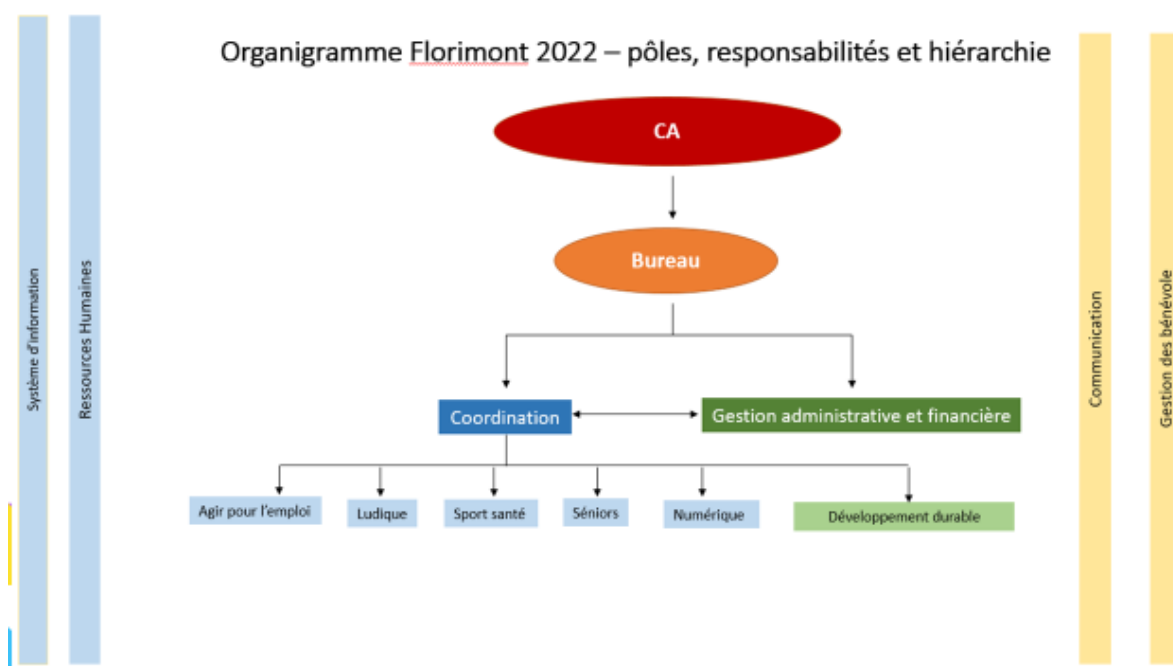 Organigramme Florimont 2022 – pôles, responsabilités et hiérarchie
CA
Bureau
Coordination
Gestion administrative et financière
Agir pour l'emploi
Ludique
Sport santé
Séniors
Numérique
Développement durable
Système d'information
Ressources Humaines
Communication
Gestion des bénévole